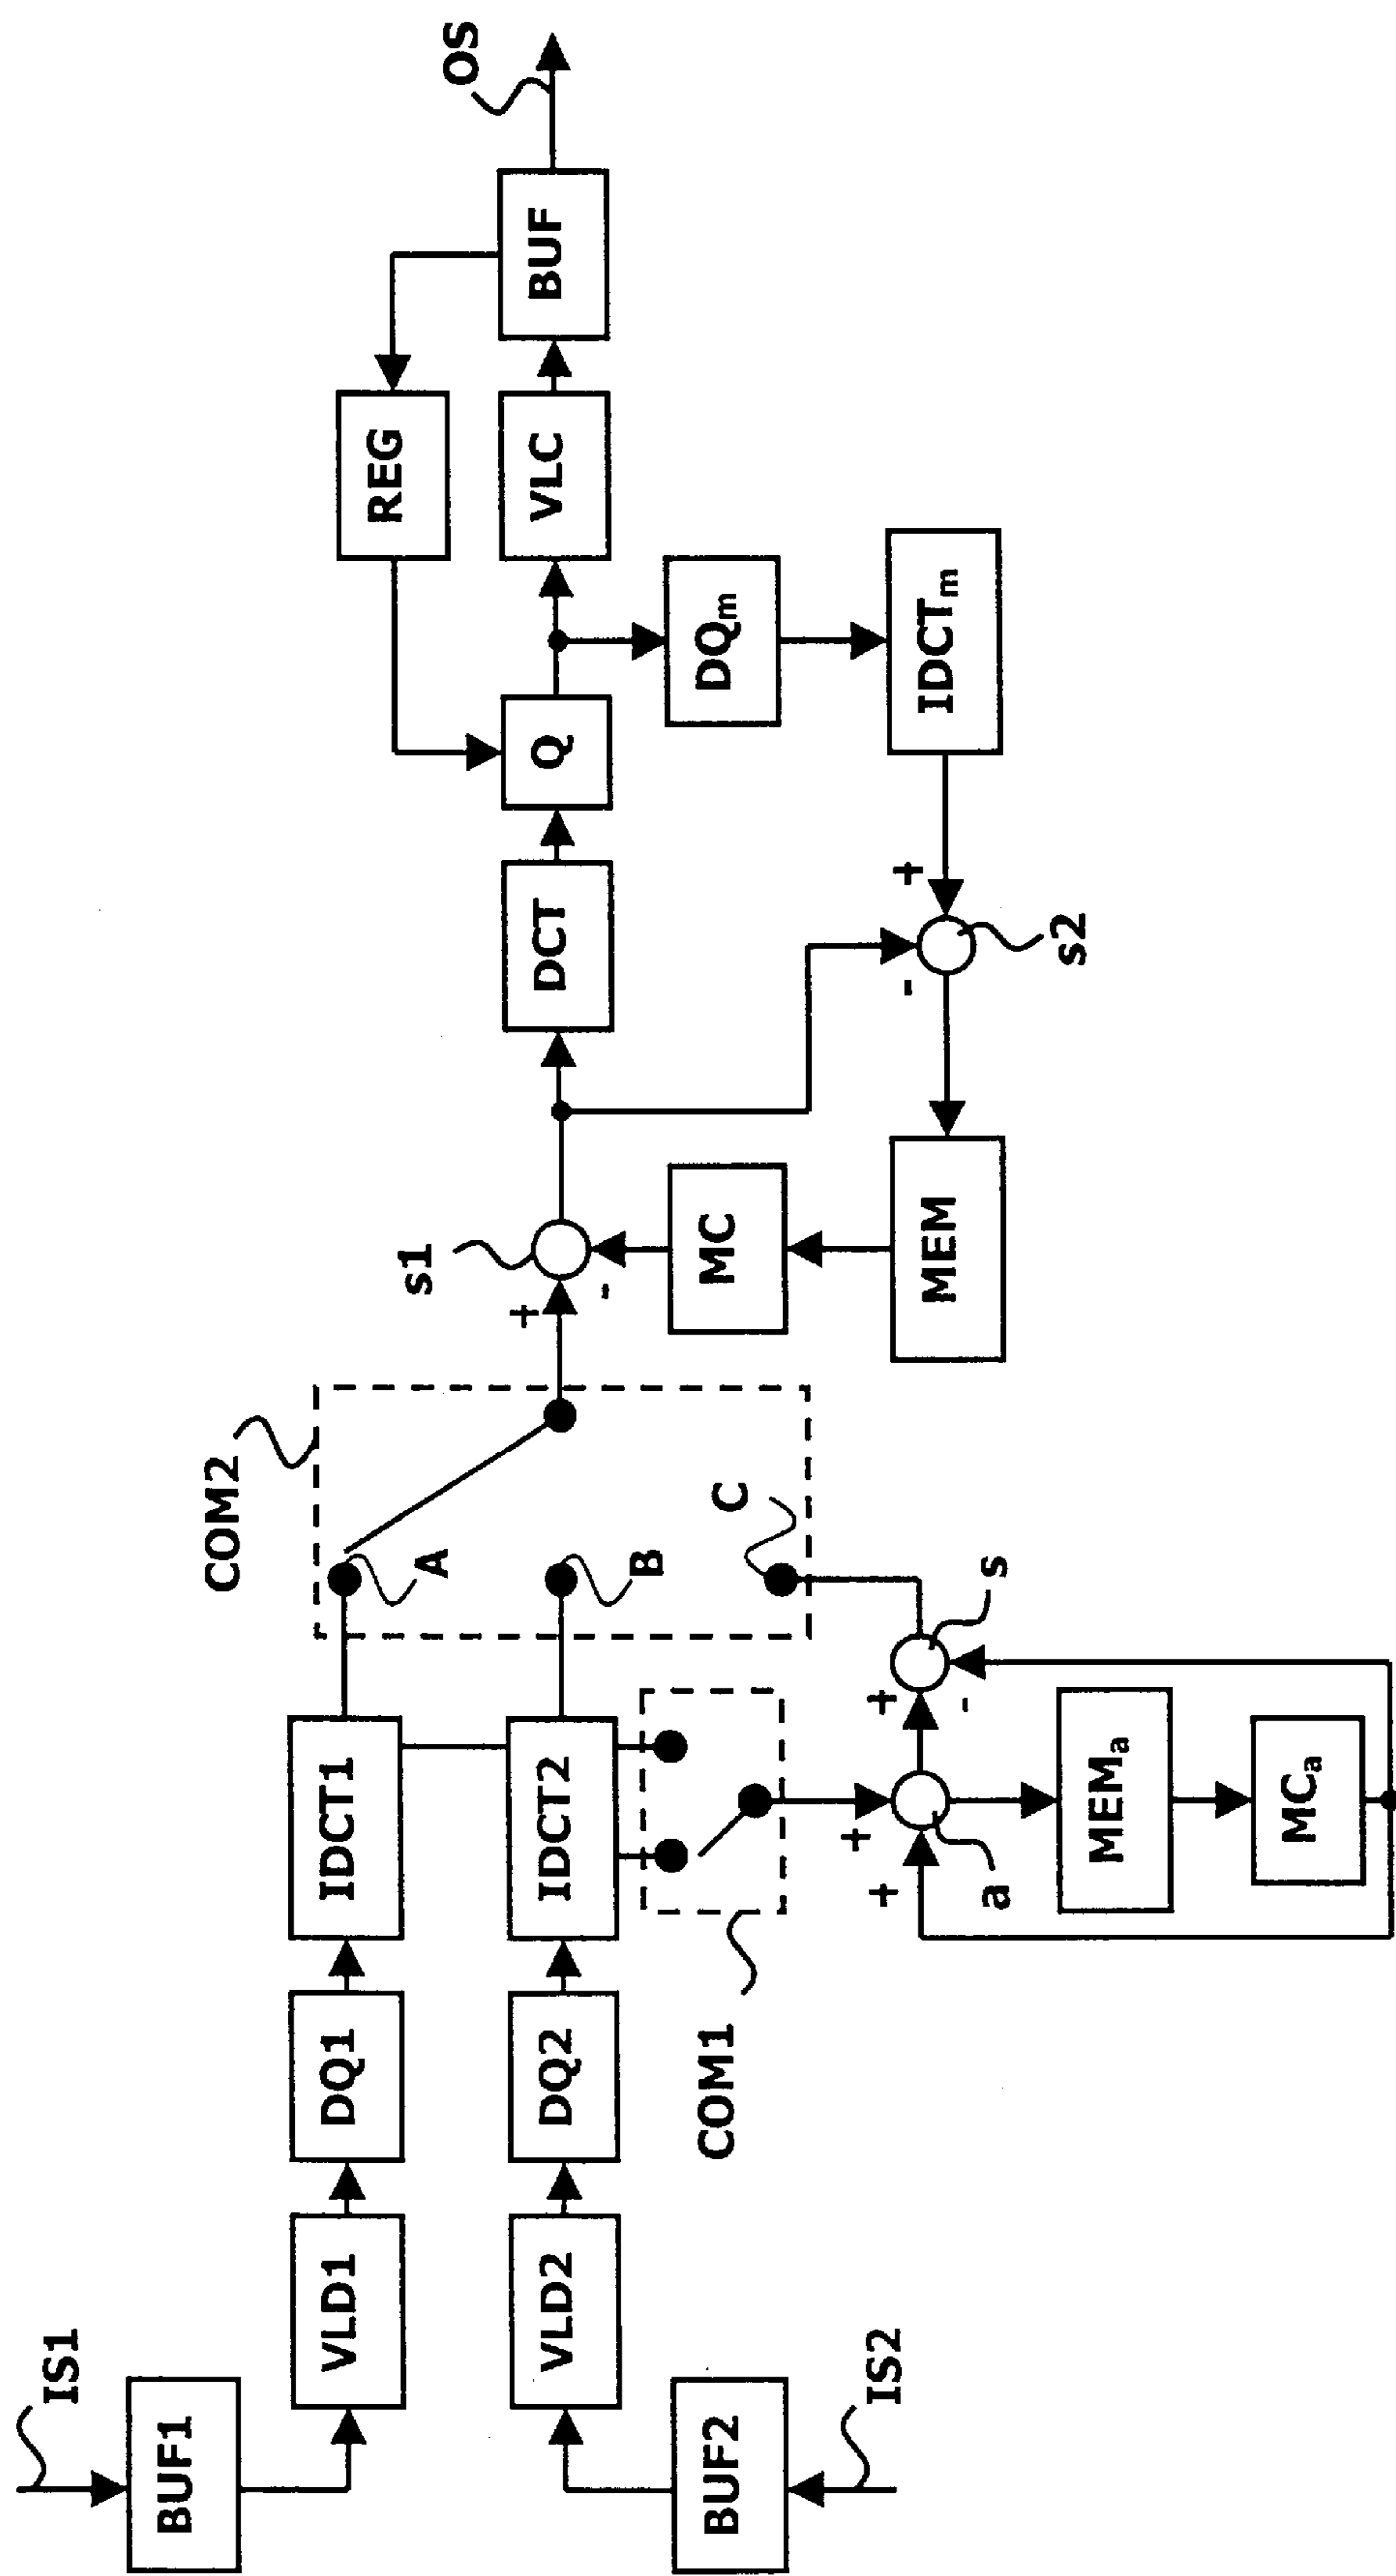 IS1
BUF1
VLD1
DQ1
IDCT1
COM2
A
REG
OS
VLD2
DQ2
IDCT2
B
s1
+
-
DCT
Q
VLC
BUF
BUF2
IS2
COM1
C
MC
DQm
+
+
a
+
-
s
MEM
-
+
s2
IDCTm
MEMa
MCa